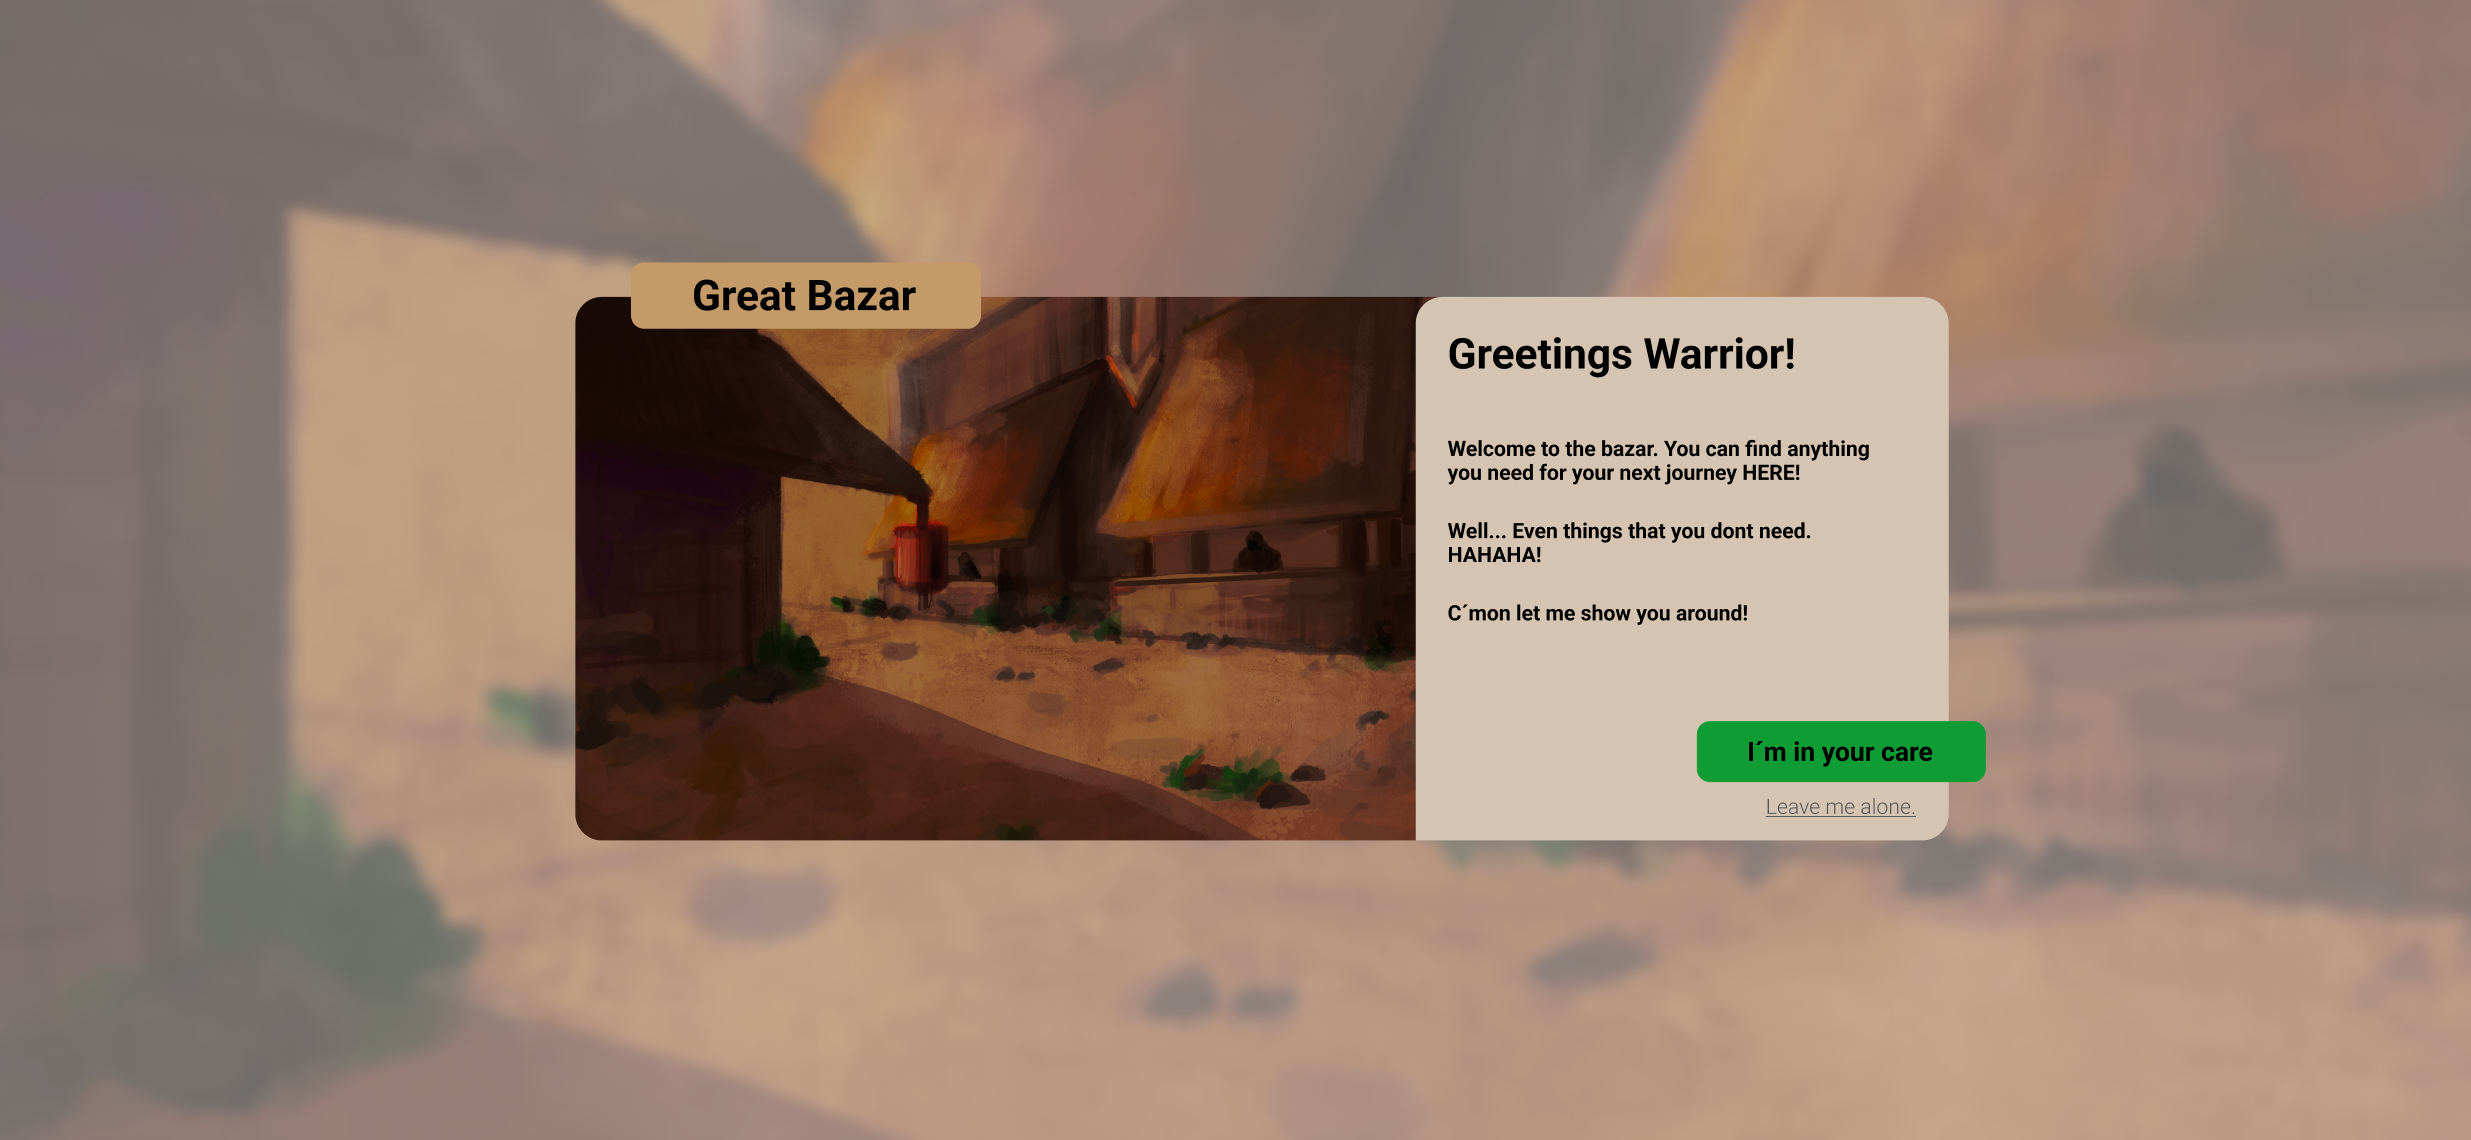 Great Bazar
Greetings Warrior!
Welcome to the bazar. You can find anything
you need for your next journey HERE!
Well... Even things that you dont need.
HAHAHA!
C´mon let me show you around!
I´m in your care
Leave me alone.